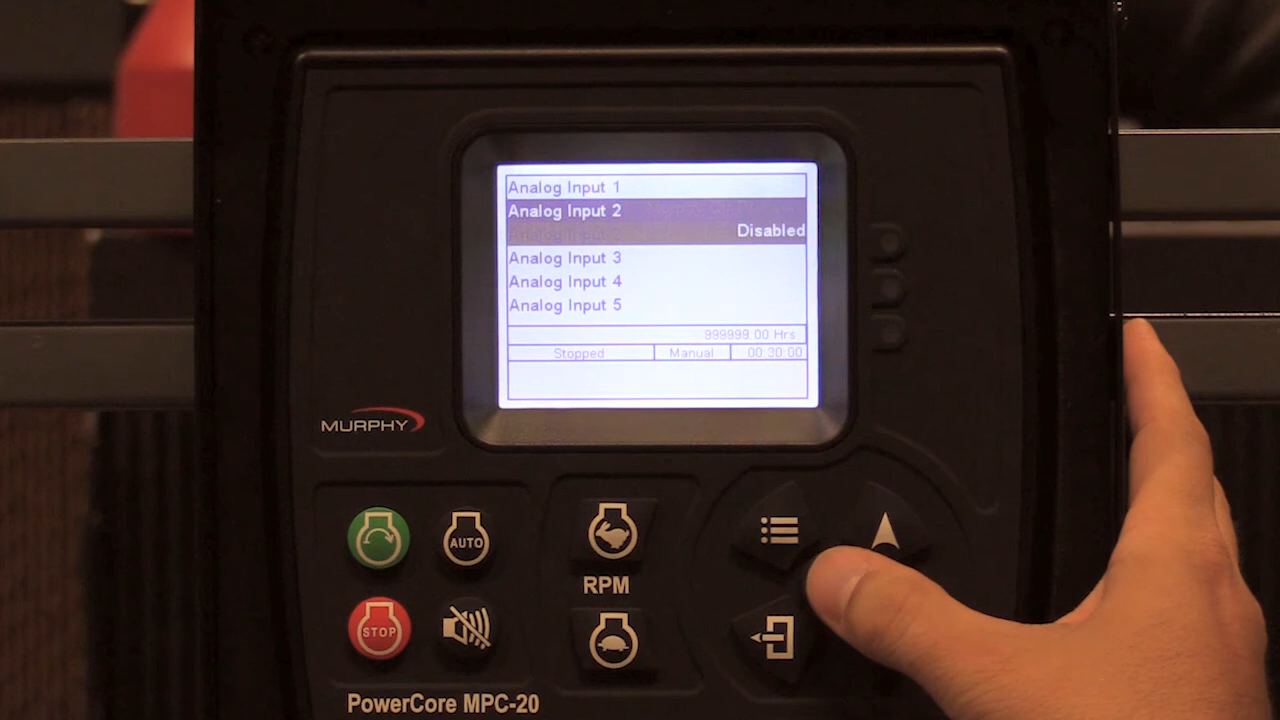 Analog Input 1
Analog Input 2
Disabled
Analog Input 3
Analog Input 4
Analog Input 5
999999.00 Hrs
Stopped Manual 00:30:00
MURPHY
AUTO
RPM
STOP
PowerCore MPC-20